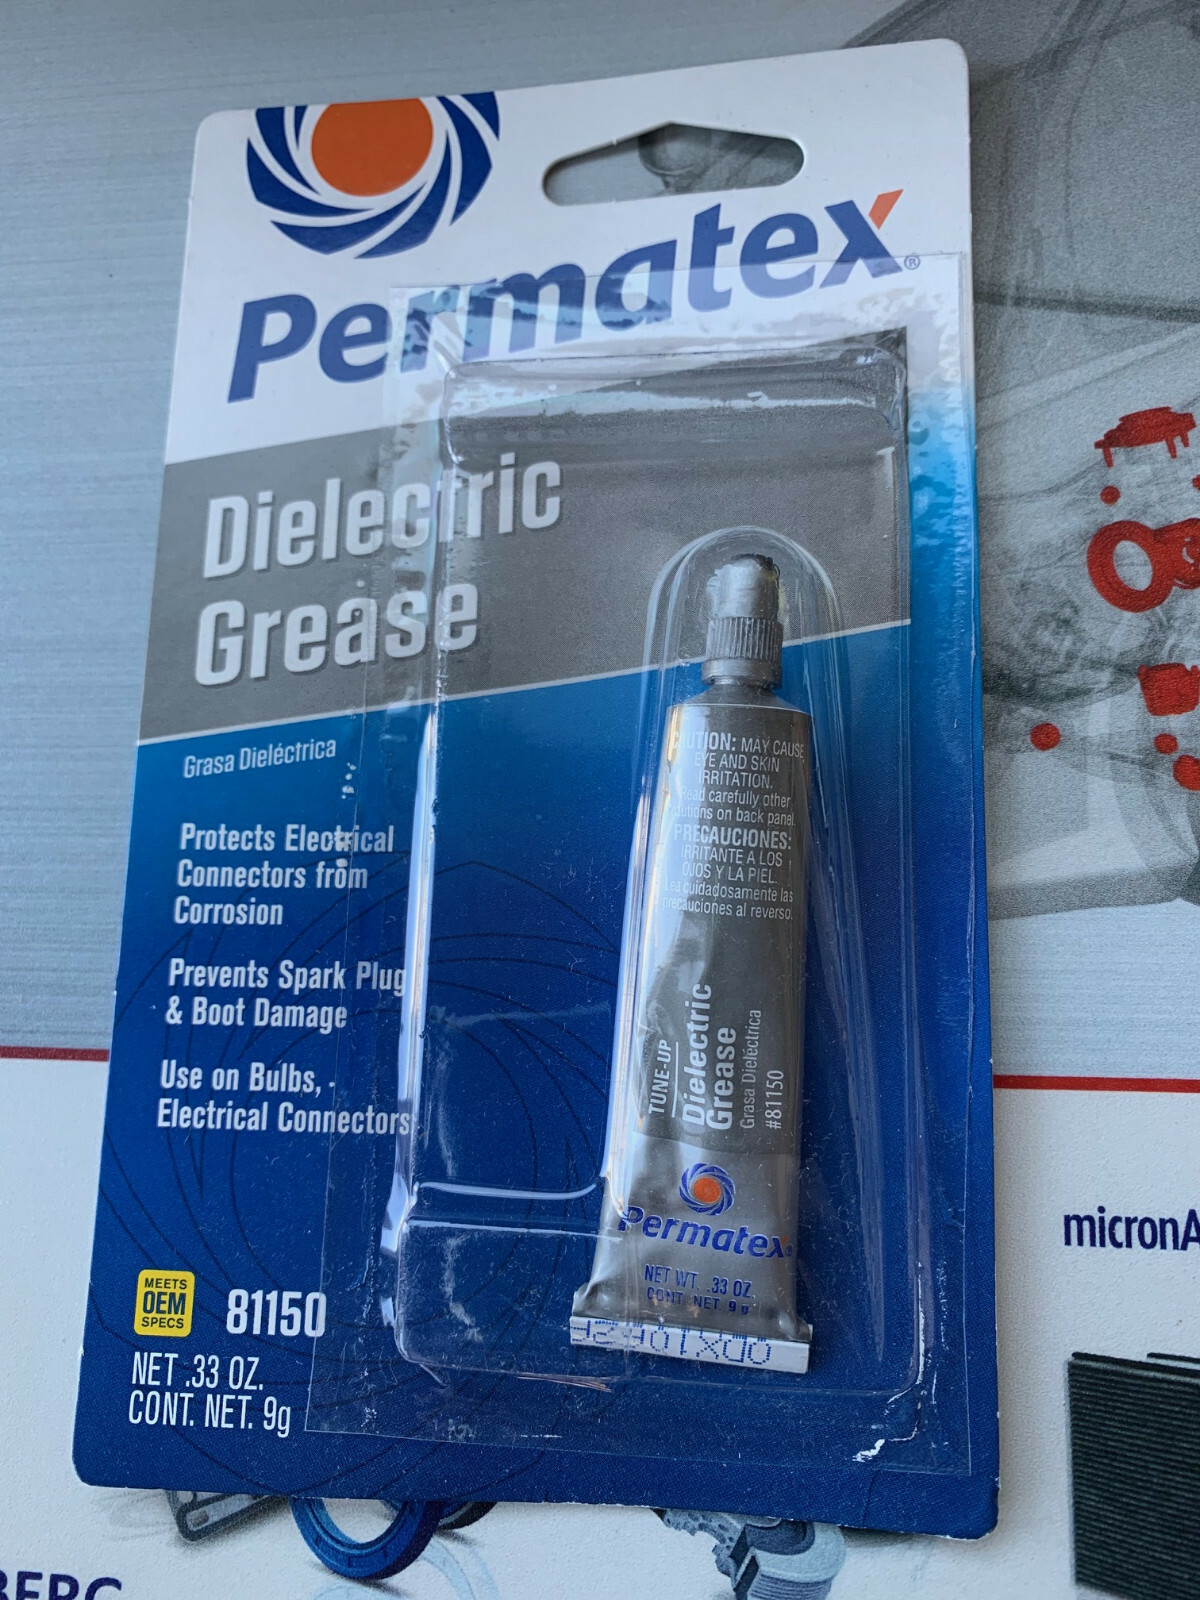 Permatex®
Dielectric
Grease
Grasa Dieléctrica
Protects Electrical
Connectors from
Corrosion
Prevents Spark Plug
& Boot Damage
Use on Bulbs,
Electrical Connectors
MEETS
OEM
SPECS
81150
NET .33 OZ.
CONT. NET. 9g
CAUTION: MAY CAUSE
EYE AND SKIN
IRRITATION.
Read carefully other
cautions on back panel.
PRECAUCIONES:
IRRITANTE A LOS
OJOS Y LA PIEL.
Lea cuidadosamente las
precauciones al reverso.
TUNE-UP
Dielectric
Grease
Grasa Dieléctrica
#81150
Permatex®
NET WT. .33 OZ.
CONT. NET 9 g
micronA
BERG